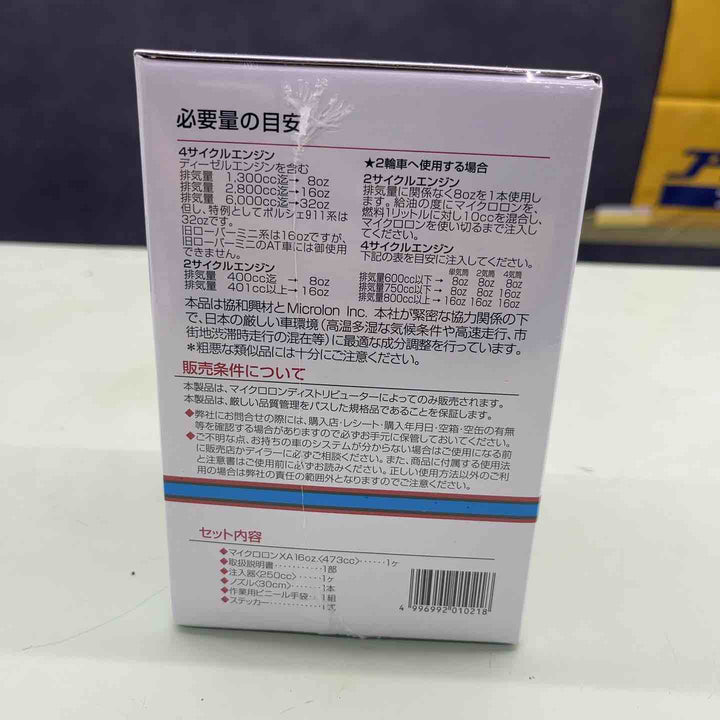 必要量の目安
4サイクルエンジン
ディーゼルエンジンを含む
排気量 1,300cc迄→ 8oz
排気量 2,800cc迄→16oz
排気量 6,000cc迄→32oz
但し、特例としてポルシェ911系は
32ozです。
旧ローバーミニ系は16ozですが、
旧ローバーミニのAT車には御使用
できません。
2サイクルエンジン
排気量 400cc迄 → 8oz
排気量 401cc以上→16oz
★2輪車へ使用する場合
2サイクルエンジン
排気量に関係なく8ozを1本使用し
ます。給油の度にマイクロロンを、
燃料1リットルに対し10ccを混合し、
マイクロロンを使い切るまで注入し
てください。
4サイクルエンジン
下記の表を目安に注入してください。
単気筒 2気筒 4気筒
排気量600cc以下→ 8oz 8oz 8oz
排気量750cc以下→ 8oz 8oz 16oz
排気量800cc以上→16oz 16oz 16oz
本品は協和興材とMicrolon Inc. 本社が緊密な協力関係の下
で、日本の厳しい車環境(高温多湿な気候条件や高速走行、市
街地渋滞時走行の混在等)に最適な成分調整を行っています。
＊粗悪な類似品には十分にご注意ください。
販売条件について
本製品は、マイクロロンディストリビューターによってのみ販売されます。
本製品は、厳しい品質管理をパスした規格品であることを保証します。
◆弊社にお問合せの際には、購入店・レシート・購入年月日・空箱・空缶の有無
等を確認する場合がありますので必ずお手元に保管しておいてください。
◆ご不明な点、お持ちの車のシステムが分からない場合はご使用になる前
に販売店かディラーに必ずご相談ください。また、商品に付属する使用法
と注意書はご使用前に必ずお読みください。正しい使用方法以外のご利
用の場合は弊社の責任の範囲外となりますのでご注意ください。
セット内容
◆マイクロロンXA16oz〈473cc〉……1ヶ
◆取扱説明書…………1部
◆注入器〈250cc〉……1ヶ
◆ノズル〈30cm〉……1本
◆作業用ビニール手袋…1組
◆ステッカー…………1式
4 996992 010218